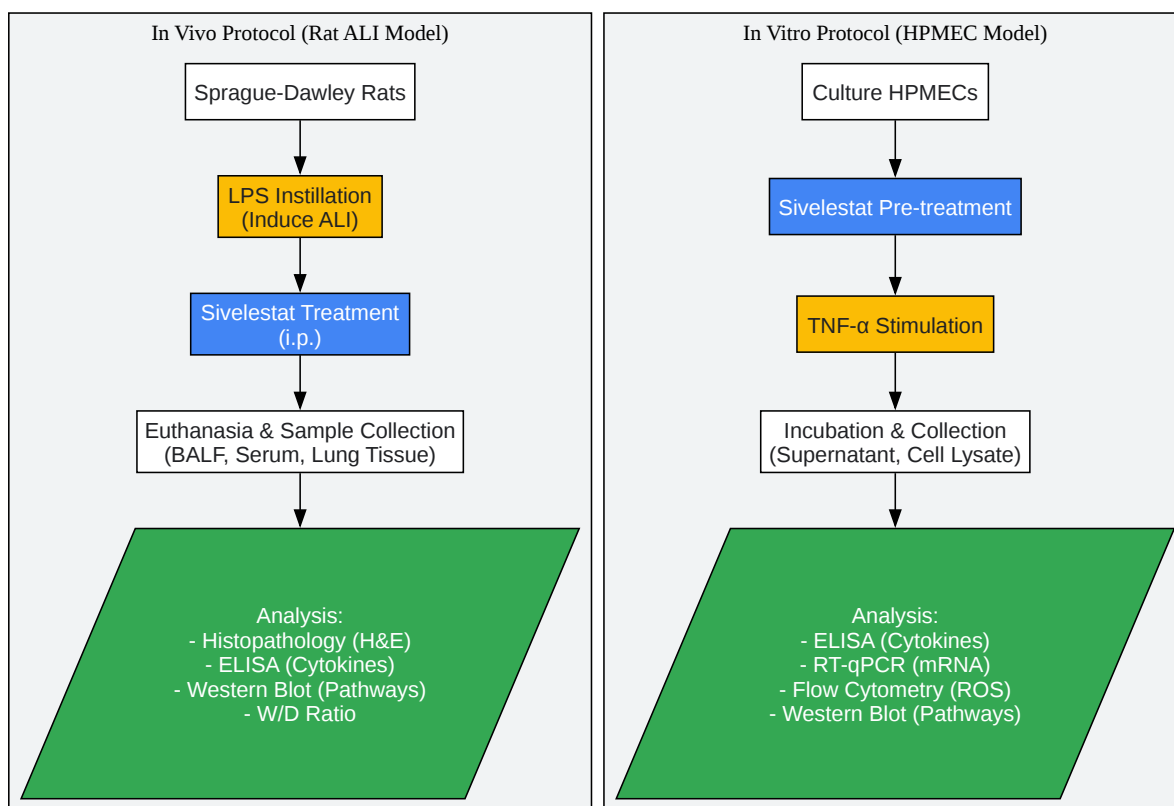 In Vivo Protocol (Rat ALI Model)
Sprague-Dawley Rats
LPS Instillation
(Induce ALI)
Sivelestat Treatment
(i.p.)
Euthanasia & Sample Collection
(BALF, Serum, Lung Tissue)
Analysis:
- Histopathology (H&E)
- ELISA (Cytokines)
- Western Blot (Pathways)
- W/D Ratio
In Vitro Protocol (HPMEC Model)
Culture HPMECs
Sivelestat Pre-treatment
TNF-α Stimulation
Incubation & Collection
(Supernatant, Cell Lysate)
Analysis:
- ELISA (Cytokines)
- RT-qPCR (mRNA)
- Flow Cytometry (ROS)
- Western Blot (Pathways)